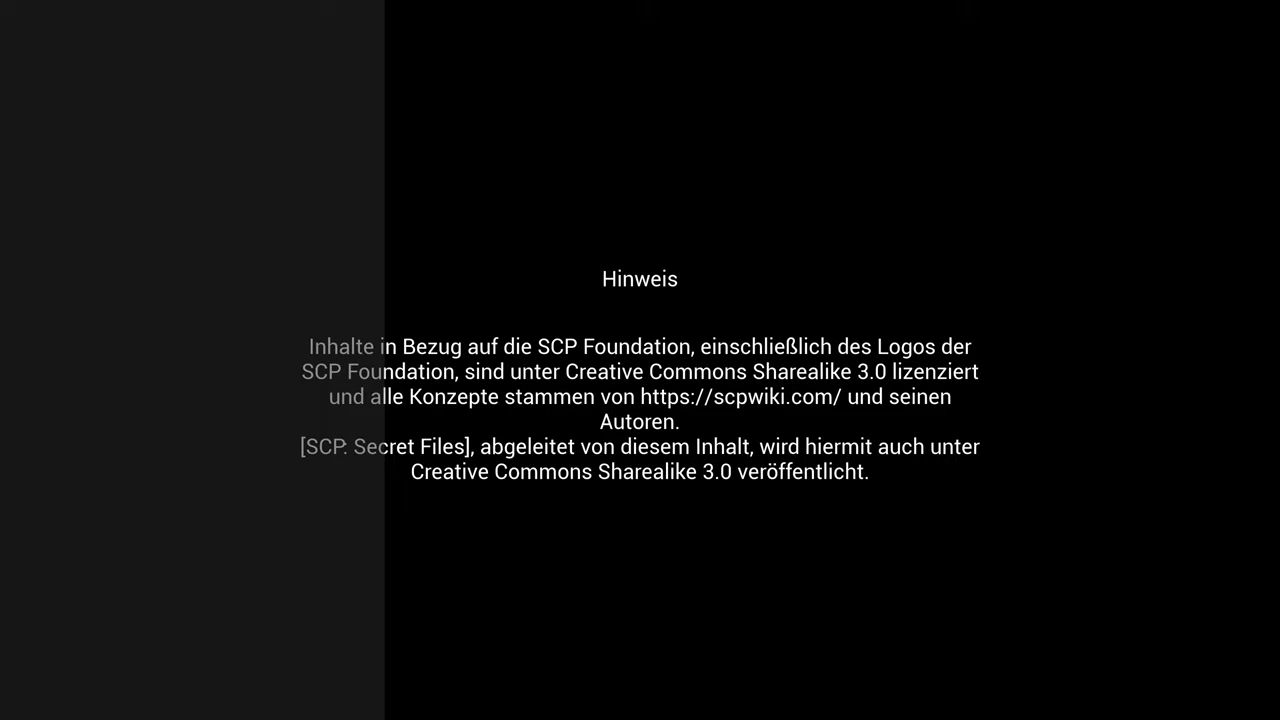 Hinweis
Inhalte in Bezug auf die SCP Foundation, einschließlich des Logos der
SCP Foundation, sind unter Creative Commons Sharealike 3.0 lizenziert
und alle Konzepte stammen von https://scpwiki.com/ und seinen
Autoren.
[SCP: Secret Files], abgeleitet von diesem Inhalt, wird hiermit auch unter
Creative Commons Sharealike 3.0 veröffentlicht.